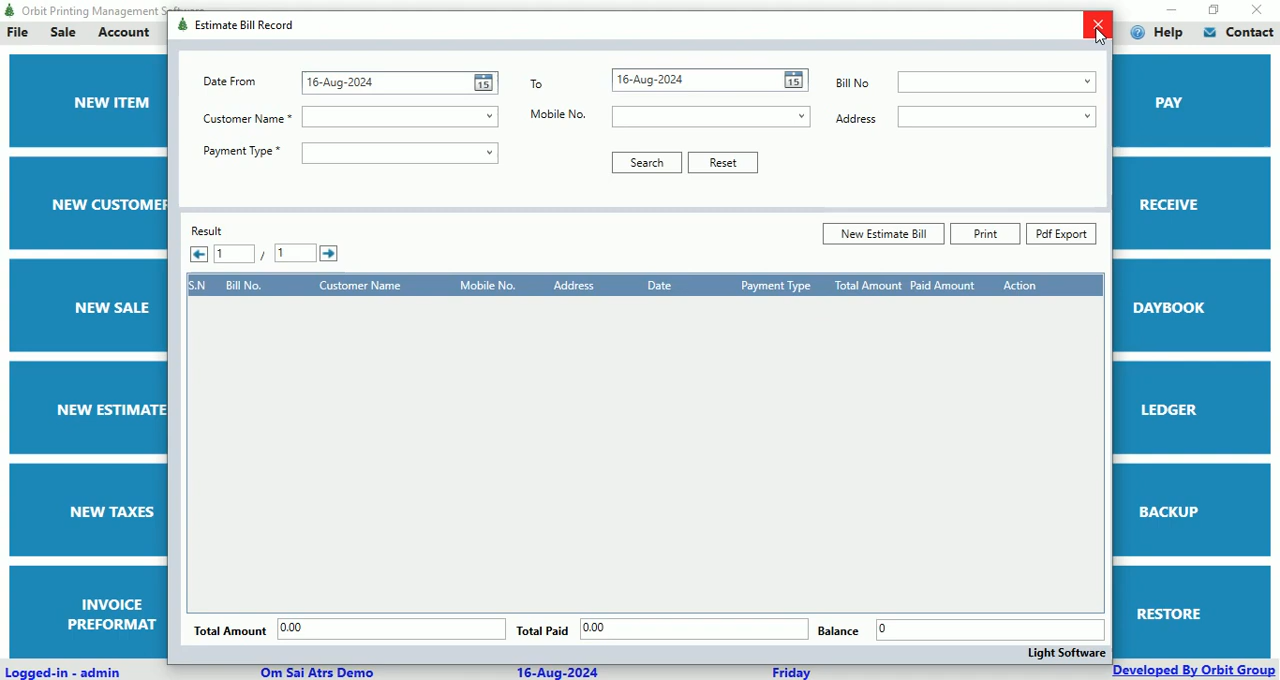 Orbit Printing Management Software
File Sale Account
Help Contact
Estimate Bill Record
Date From 16-Aug-2024 15 To 16-Aug-2024 15 Bill No
Customer Name * Mobile No. Address
Payment Type *
Search Reset
Result
New Estimate Bill Print Pdf Export
1 / 1
S.N Bill No. Customer Name Mobile No. Address Date Payment Type Total Amount Paid Amount Action
Total Amount 0.00 Total Paid 0.00 Balance 0
Light Software
NEW ITEM
NEW CUSTOMER
NEW SALE
NEW ESTIMATE
NEW TAXES
INVOICE
PREFORMAT
PAY
RECEIVE
DAYBOOK
LEDGER
BACKUP
RESTORE
Logged-in - admin Om Sai Atrs Demo 16-Aug-2024 Friday Developed By Orbit Group